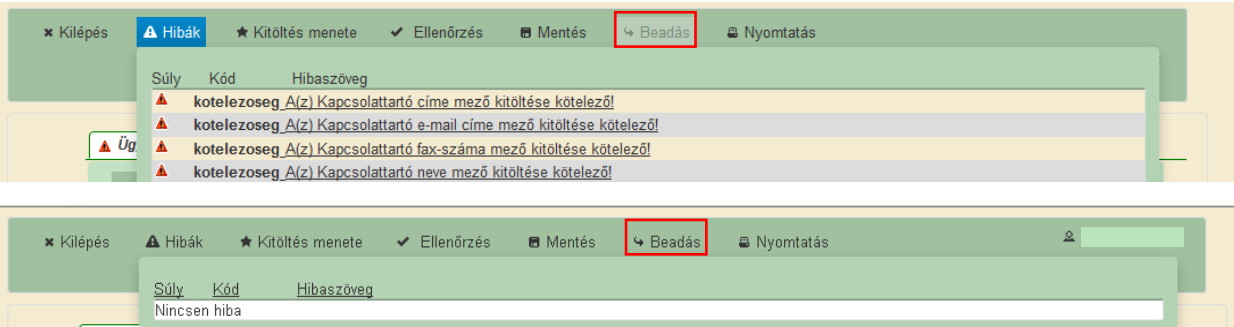 Kilépés Hibák Kitöltés menete Ellenőrzés Mentés Beadás Nyomtatás
Súly Kód Hibaszöveg
kotelezoseg A(z) Kapcsolattartó címe mező kitöltése kötelező!
kotelezoseg A(z) Kapcsolattartó e-mail címe mező kitöltése kötelező!
Üg
kotelezoseg A(z) Kapcsolattartó fax-száma mező kitöltése kötelező!
kotelezoseg A(z) Kapcsolattartó neve mező kitöltése kötelező!
Kilépés Hibák Kitöltés menete Ellenőrzés Mentés Beadás Nyomtatás
Súly Kód Hibaszöveg
Nincsen hiba